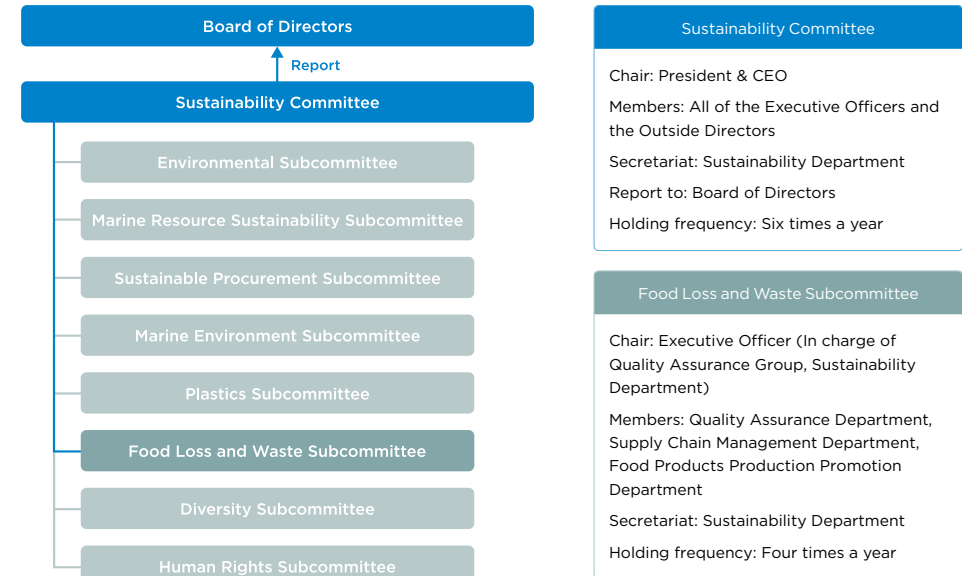 Board of Directors
Report
Sustainability Committee
Environmental Subcommittee
Marine Resource Sustainability Subcommittee
Sustainable Procurement Subcommittee
Marine Environment Subcommittee
Plastics Subcommittee
Food Loss and Waste Subcommittee
Diversity Subcommittee
Human Rights Subcommittee
Sustainability Committee
Chair: President & CEO
Members: All of the Executive Officers and
the Outside Directors
Secretariat: Sustainability Department
Report to: Board of Directors
Holding frequency: Six times a year
Food Loss and Waste Subcommittee
Chair: Executive Officer (In charge of
Quality Assurance Group, Sustainability
Department)
Members: Quality Assurance Department,
Supply Chain Management Department,
Food Products Production Promotion
Department
Secretariat: Sustainability Department
Holding frequency: Four times a year